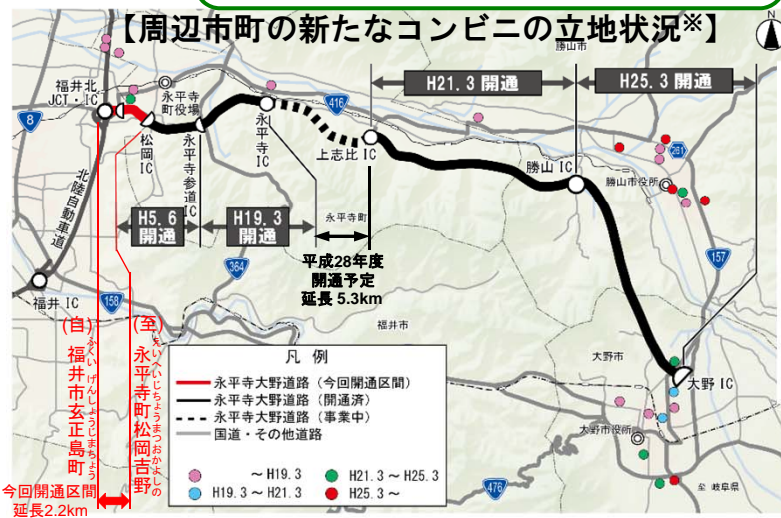 【周辺市町の新たなコンビニの立地状況※】
N
勝山市
H21.3 開通
H25.3 開通
福井北
JCT・IC
永平寺
町役場
416
8
松岡IC
永平寺参道IC
永平寺IC
上志比 IC
勝山 IC
261
勝山市役所
北陸自動車道
H5.6
開通
H19.3
開通
永平寺町
157
364
平成28年度
開通予定
延長 5.3km
福井 IC
158
福井市
(自)福井市玄正島町
ふくい げんしょうじまちょう
(至)永平寺町松岡吉野
えいへいじちょうまつおかよしの
凡 例
永平寺大野道路（今回開通区間）
永平寺大野道路（開通済）
永平寺大野道路（事業中）
国道・その他道路
～H19.3
H21.3～H25.3
H19.3～H21.3
H25.3～
大野市
大野 IC
大野市役所
476
至 岐阜県
今回開通区間
延長2.2km